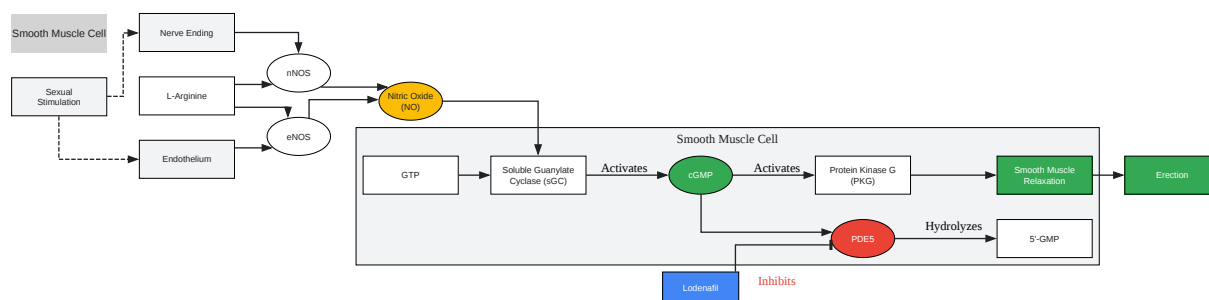 Smooth Muscle Cell
Nerve Ending
Sexual
Stimulation
L-Arginine
Endothelium
nNOS
eNOS
Nitric Oxide
(NO)
Smooth Muscle Cell
GTP
Soluble Guanylate
Cyclase (sGC)
Activates
cGMP
Activates
Protein Kinase G
(PKG)
Smooth Muscle
Relaxation
Erection
PDE5
Hydrolyzes
5'-GMP
Lodenafil
Inhibits